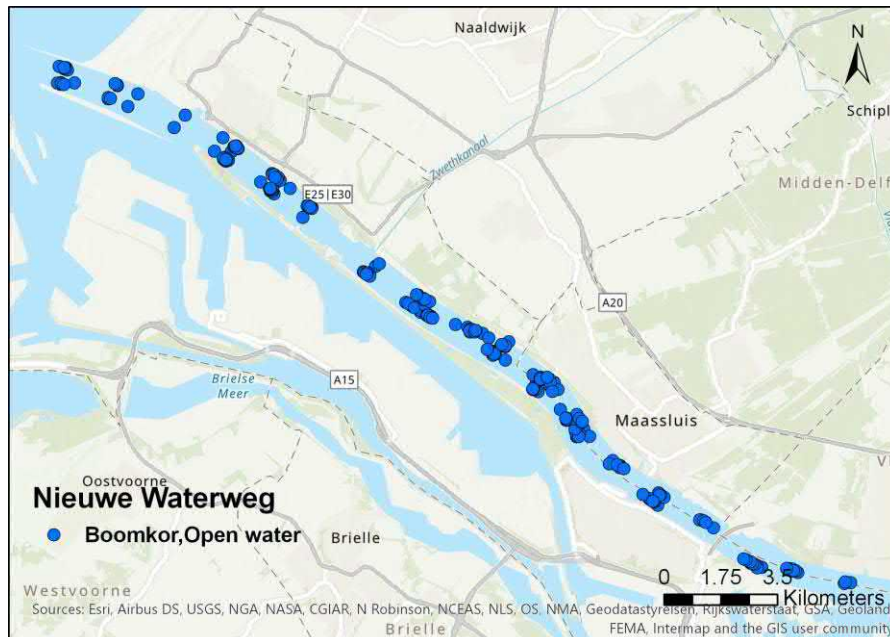 Naaldwijk
N
Schipl
Zwethkanaal
Midden-Delf
E25|E30
A20
A15
Brielse
Meer
Maassluis
Oostvoorne
Nieuwe Waterweg
Boomkor,Open water
Brielle
0 1.75 3.5
Kilometers
Westvoorne
Sources: Esri, Airbus DS, USGS, NGA, NASA, CGIAR, N Robinson, NCEAS, NLS, OS, NMA, Geodatastyrelsen, Rijkswaterstaat, GSA, Geoland
Brielle
FEMA, Intermap and the GIS user community